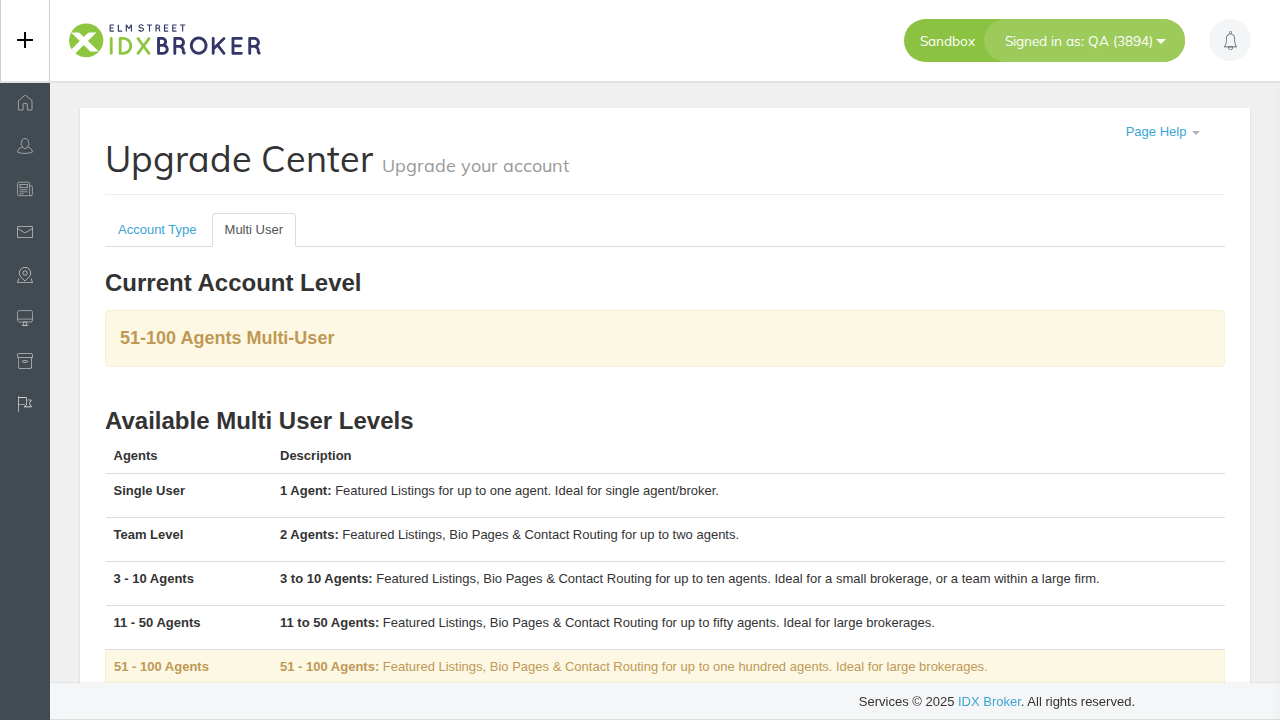 ELM STREET
IDXBROKER
Sandbox
Signed in as: QA (3894)
Page Help
Upgrade Center Upgrade your account
Account Type
Multi User
Current Account Level
51-100 Agents Multi-User
Available Multi User Levels
Agents Description
Single User 1 Agent: Featured Listings for up to one agent. Ideal for single agent/broker.
Team Level 2 Agents: Featured Listings, Bio Pages & Contact Routing for up to two agents.
3 - 10 Agents 3 to 10 Agents: Featured Listings, Bio Pages & Contact Routing for up to ten agents. Ideal for a small brokerage, or a team within a large firm.
11 - 50 Agents 11 to 50 Agents: Featured Listings, Bio Pages & Contact Routing for up to fifty agents. Ideal for large brokerages.
51 - 100 Agents 51 - 100 Agents: Featured Listings, Bio Pages & Contact Routing for up to one hundred agents. Ideal for large brokerages.
Services © 2025 IDX Broker. All rights reserved.